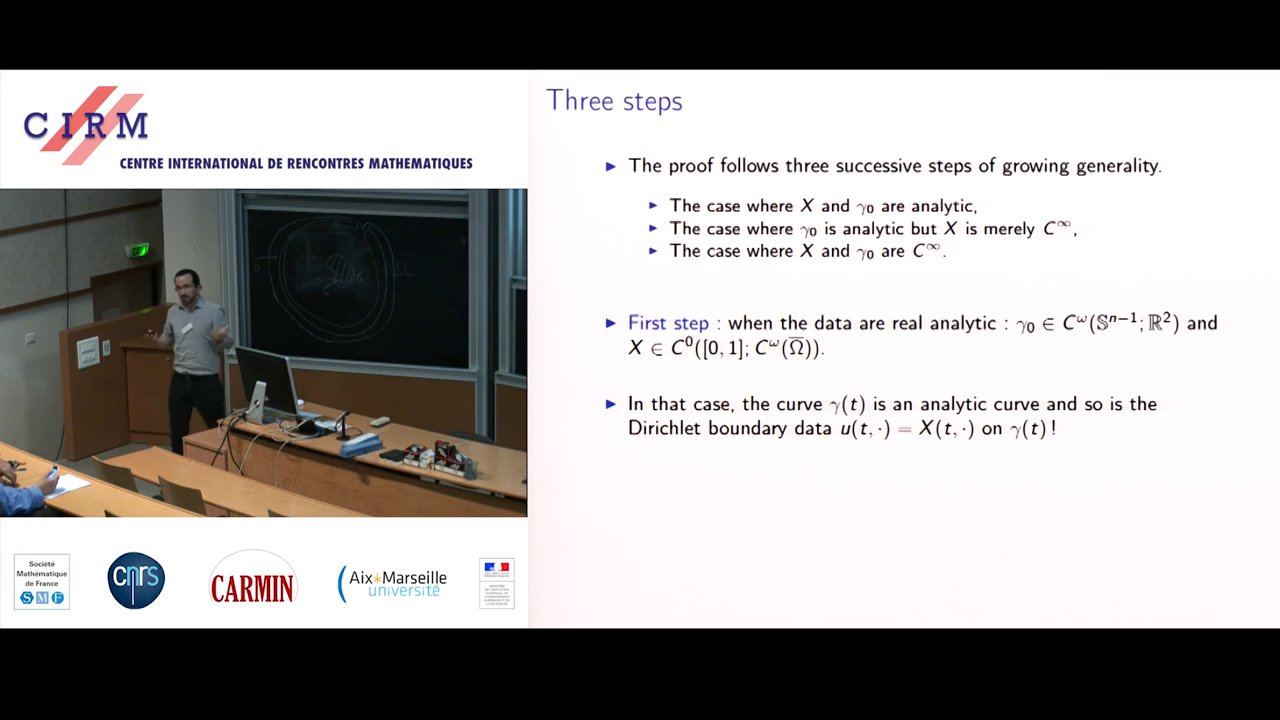 CIRM
CENTRE INTERNATIONAL DE RENCONTRES MATHEMATIQUES
Three steps
▶ The proof follows three successive steps of growing generality.
▶ The case where X and γ₀ are analytic,
▶ The case where γ₀ is analytic but X is merely C^∞,
▶ The case where X and γ₀ are C^∞.
▶ First step : when the data are real analytic : γ₀ ∈ C^ω(𝕊^{n−1}; ℝ²) and
X ∈ C⁰([0, 1]; C^ω(Ω̅)).
▶ In that case, the curve γ(t) is an analytic curve and so is the
Dirichlet boundary data u(t, ·) = X(t, ·) on γ(t) !
Société
Mathématique
de France
SMF
cnrs
CARMIN
Aix*Marseille
université